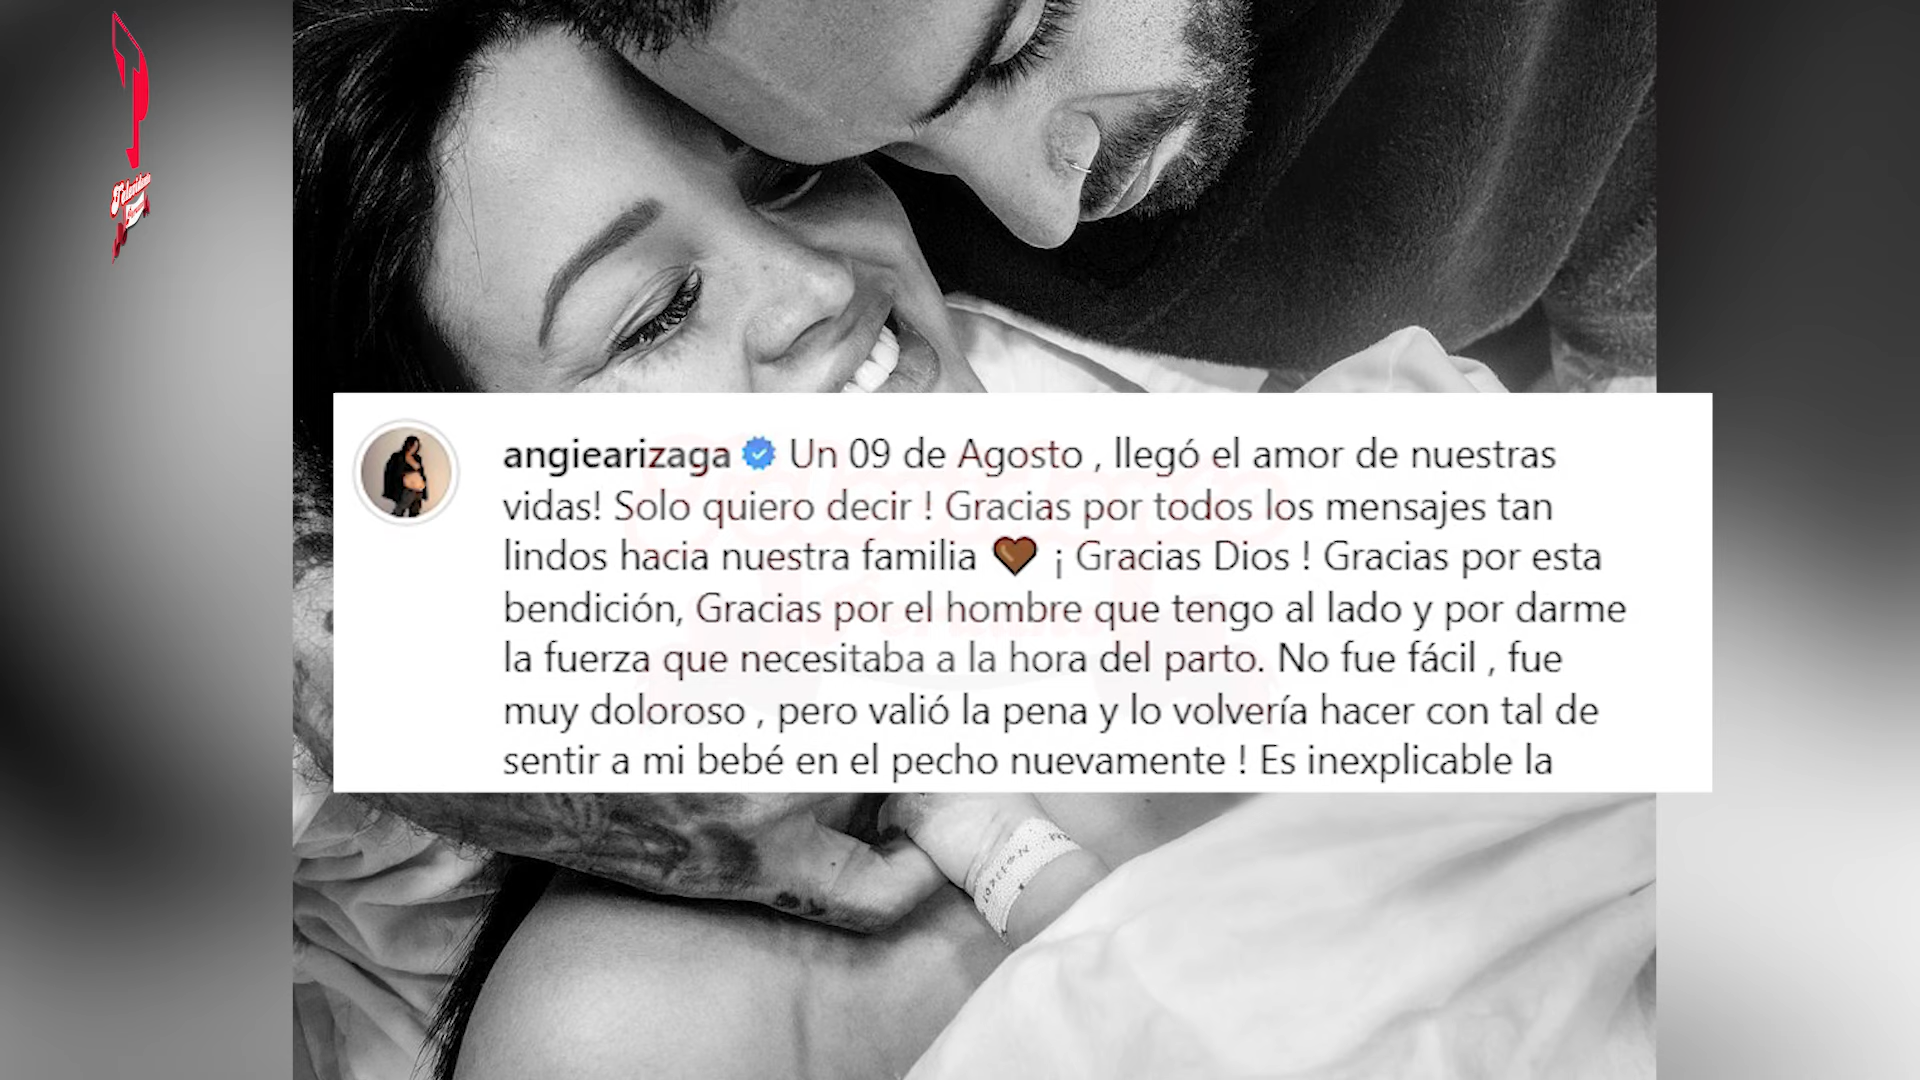 Televidente
Peruano
angiearizaga Un 09 de Agosto , llegó el amor de nuestras
vidas! Solo quiero decir ! Gracias por todos los mensajes tan
lindos hacia nuestra familia 🤎 ¡ Gracias Dios ! Gracias por esta
bendición, Gracias por el hombre que tengo al lado y por darme
la fuerza que necesitaba a la hora del parto. No fue fácil , fue
muy doloroso , pero valió la pena y lo volvería hacer con tal de
sentir a mi bebé en el pecho nuevamente ! Es inexplicable la